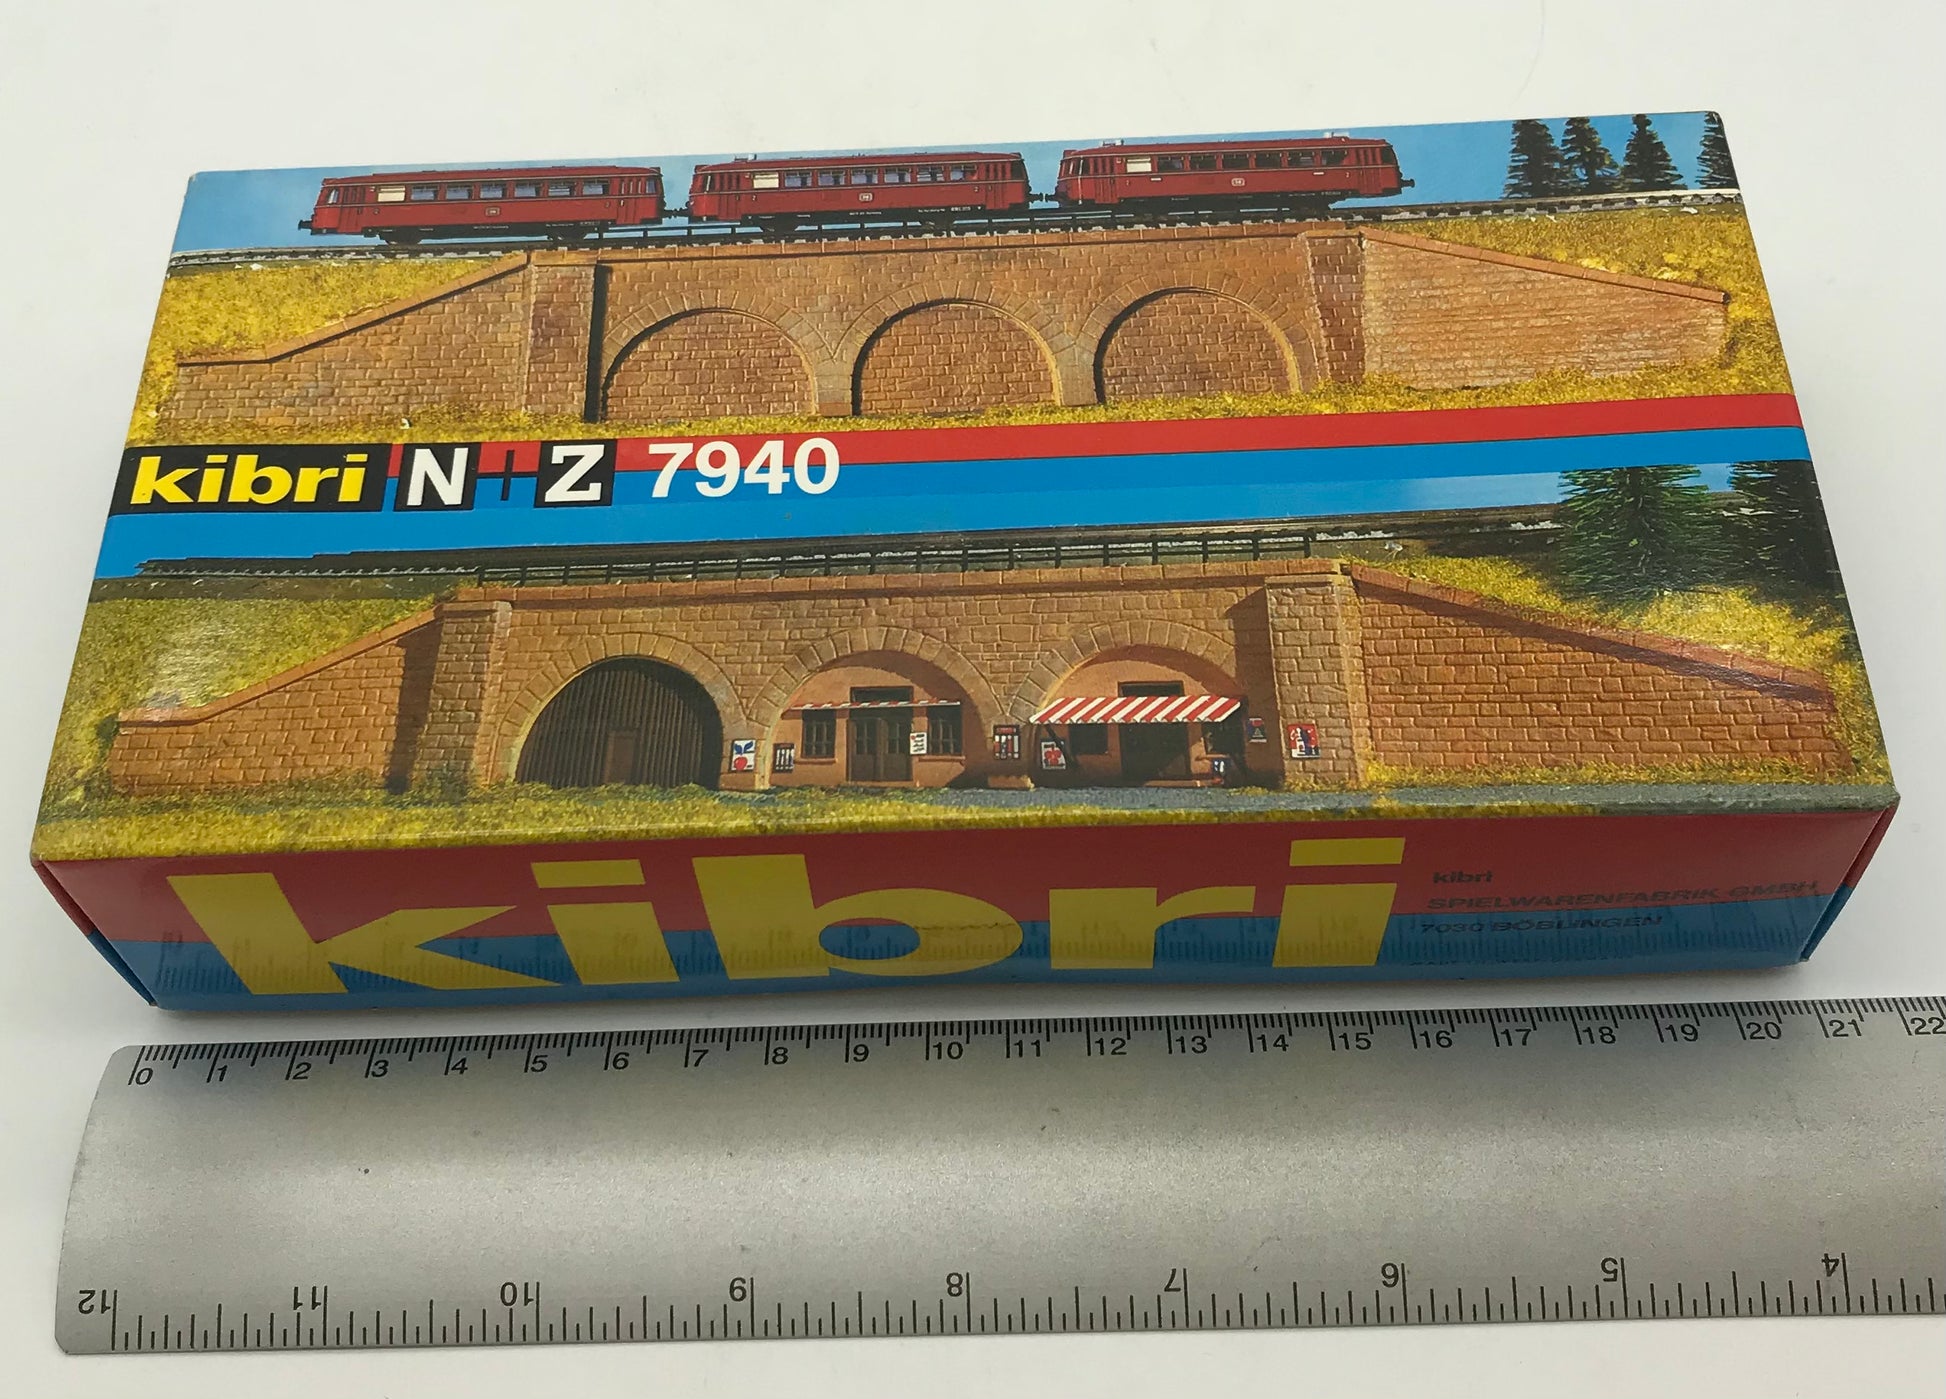 kibri N+Z 7940
kibri
kibri
SPIELWARENFABRIK GMBH
7030 BÖBLINGEN
0 1 2 3 4 5 6 7 8 9 10 11 12 13 14 15 16 17 18 19 20 21 22
12 11 10 9 8 7 6 5 4